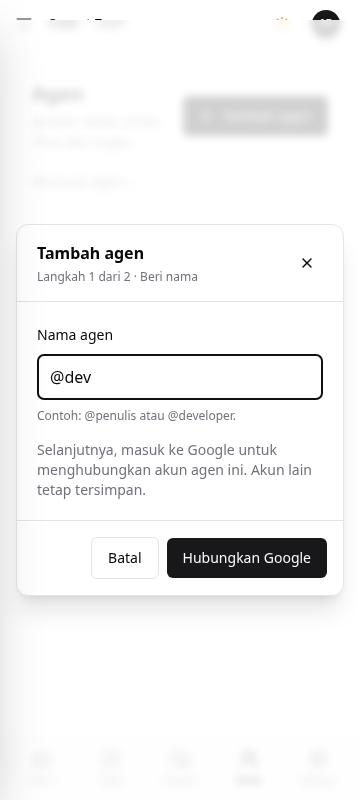 Agen
Tambah agen
Langkah 1 dari 2 · Beri nama
Nama agen
@dev
Contoh: @penulis atau @developer.
Selanjutnya, masuk ke Google untuk
menghubungkan akun agen ini. Akun lain
tetap tersimpan.
Batal
Hubungkan Google